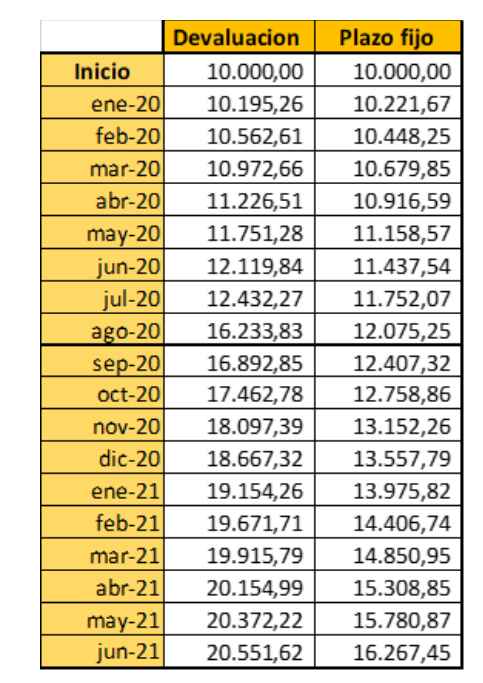 Devaluacion Plazo fijo
Inicio 10.000,00 10.000,00
ene-20 10.195,26 10.221,67
feb-20 10.562,61 10.448,25
mar-20 10.972,66 10.679,85
abr-20 11.226,51 10.916,59
may-20 11.751,28 11.158,57
jun-20 12.119,84 11.437,54
jul-20 12.432,27 11.752,07
ago-20 16.233,83 12.075,25
sep-20 16.892,85 12.407,32
oct-20 17.462,78 12.758,86
nov-20 18.097,39 13.152,26
dic-20 18.667,32 13.557,79
ene-21 19.154,26 13.975,82
feb-21 19.671,71 14.406,74
mar-21 19.915,79 14.850,95
abr-21 20.154,99 15.308,85
may-21 20.372,22 15.780,87
jun-21 20.551,62 16.267,45